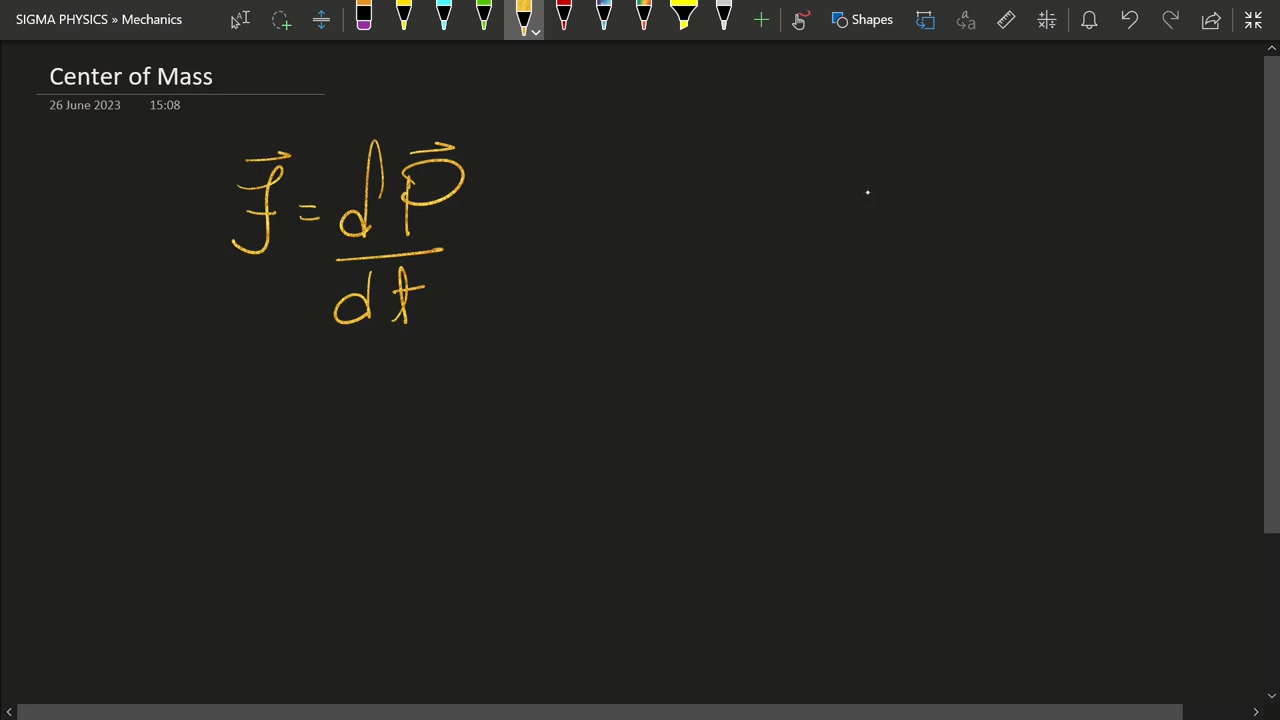 SIGMA PHYSICS » Mechanics
Shapes
Center of Mass
26 June 2023 15:08
f⃗ = dP⃗
dt